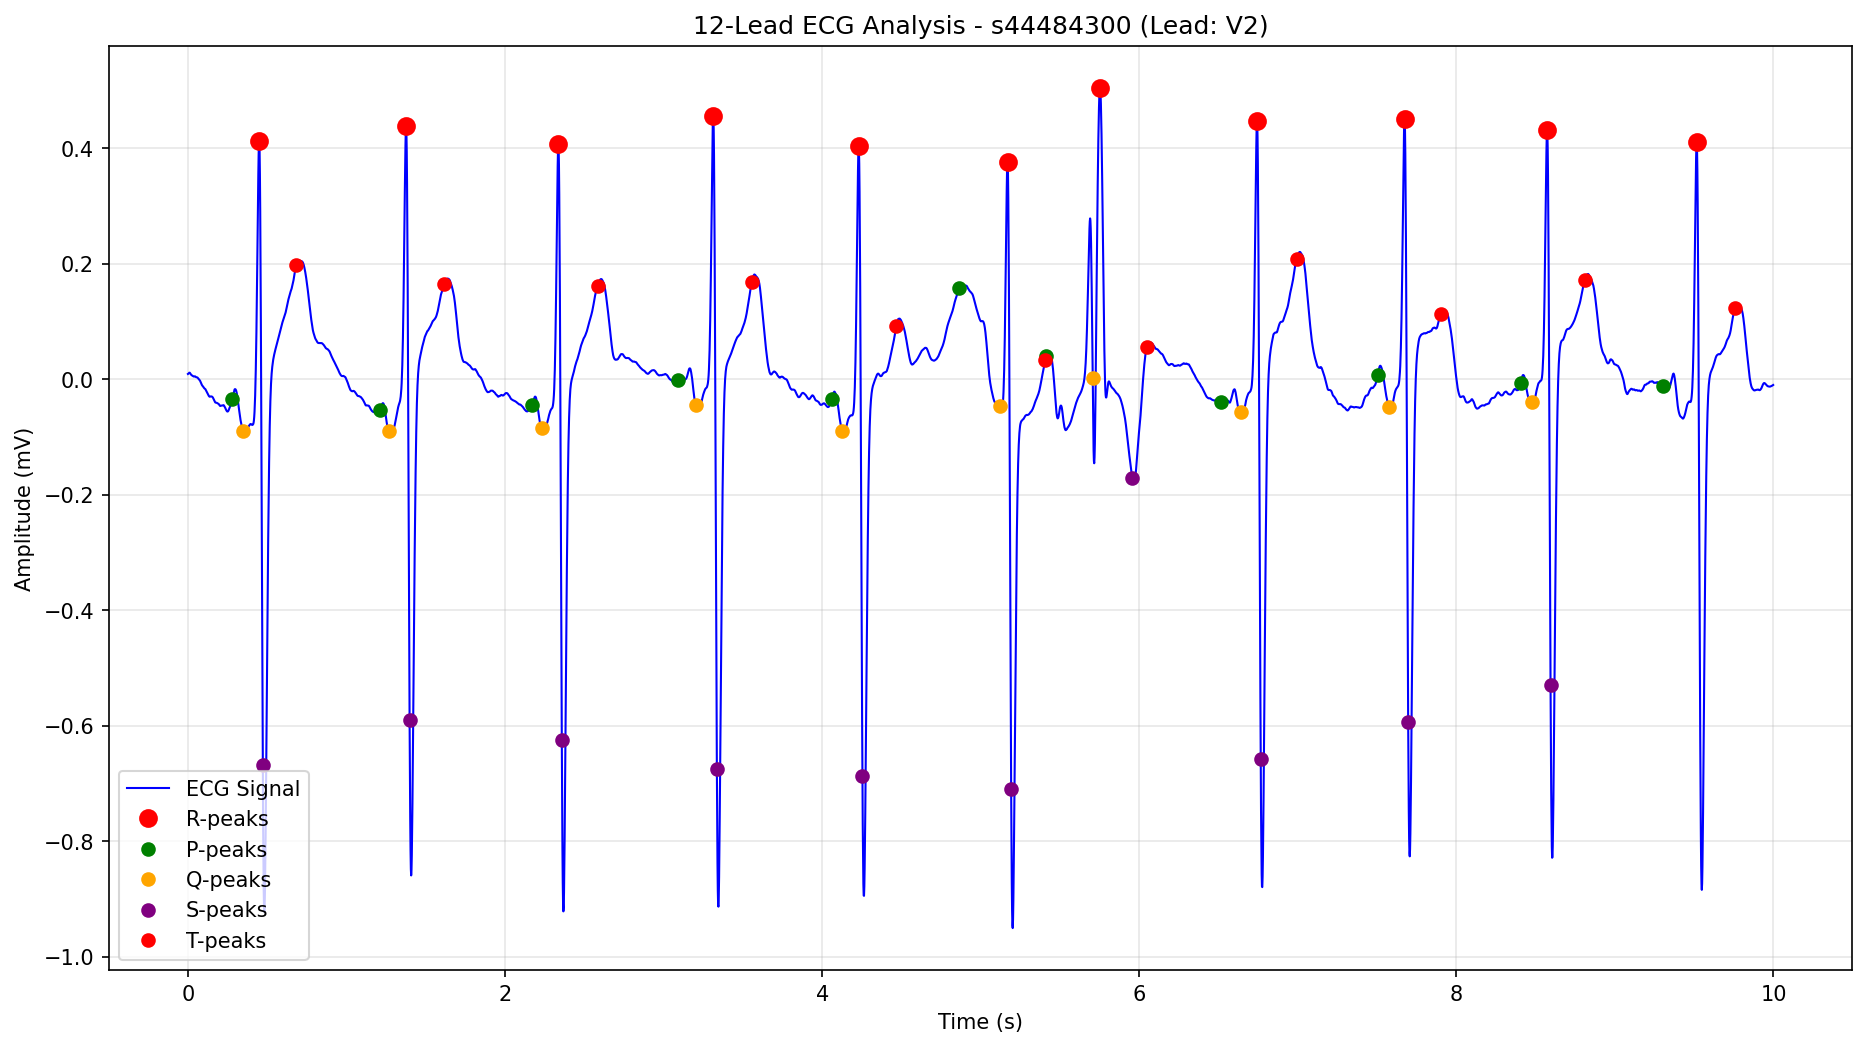 12-Lead ECG Analysis - s44484300 (Lead: V2)
Amplitude (mV)
0.4
0.2
0.0
−0.2
−0.4
−0.6
−0.8
−1.0
ECG Signal
R-peaks
P-peaks
Q-peaks
S-peaks
T-peaks
0 2 4 6 8 10
Time (s)